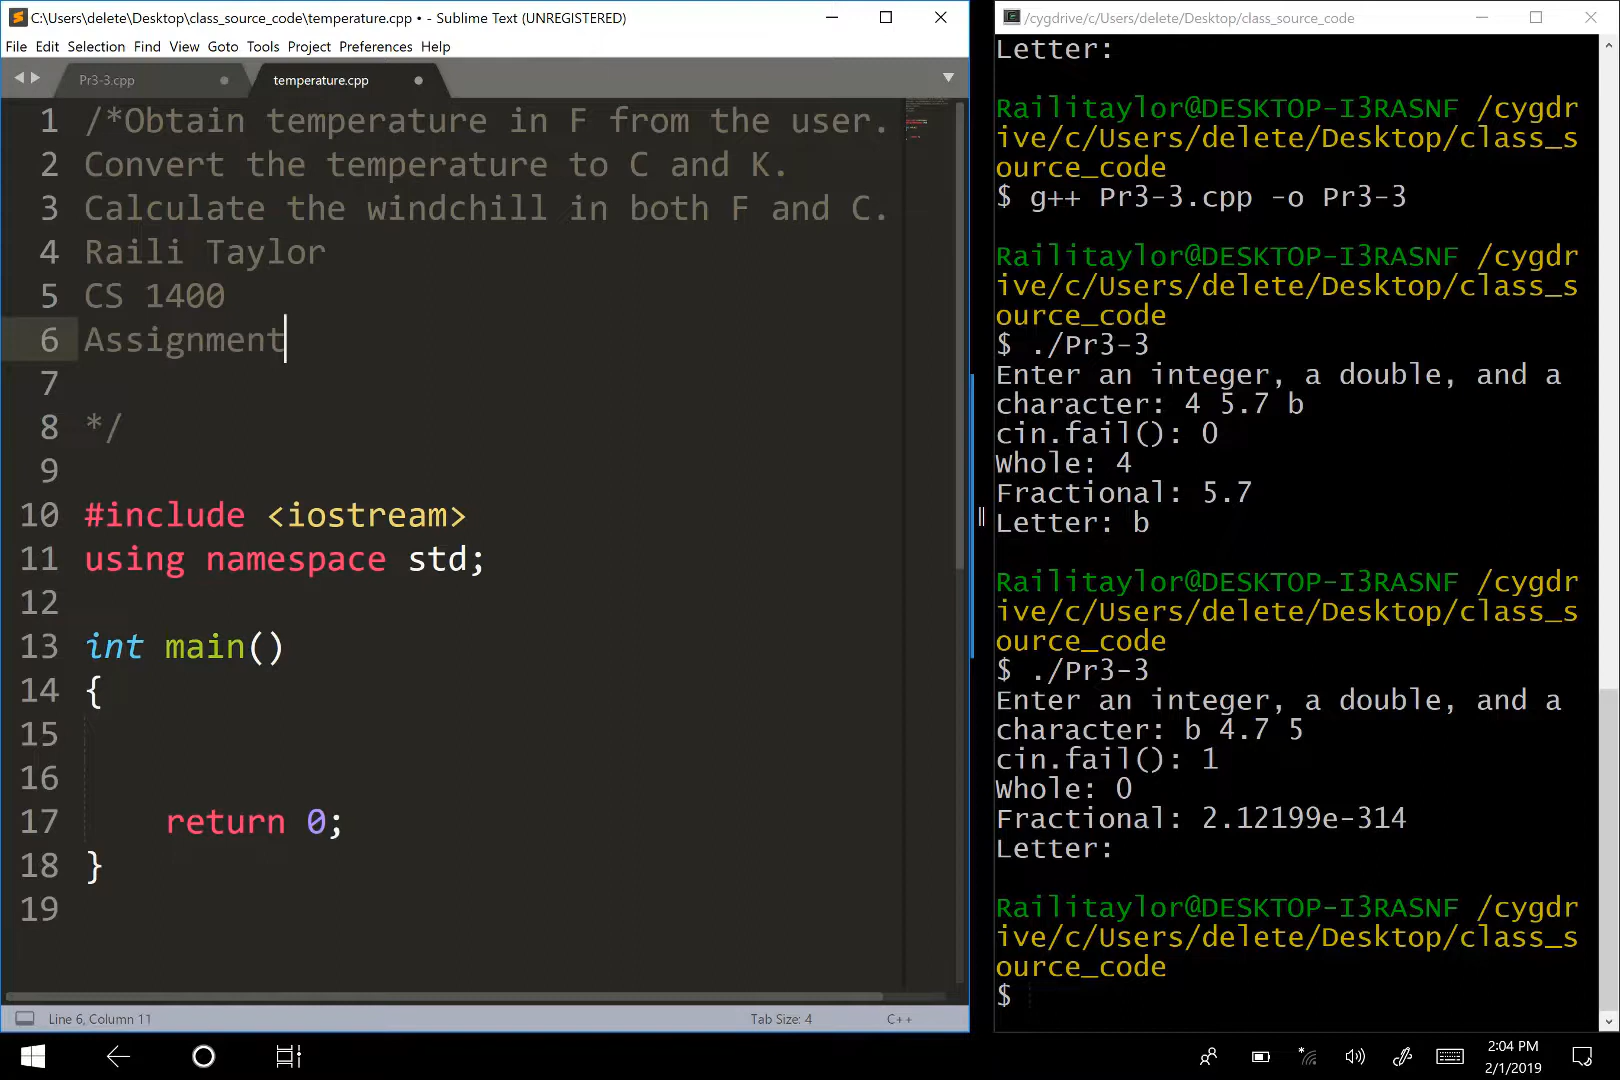 C:\Users\delete\Desktop\class_source_code\temperature.cpp • - Sublime Text (UNREGISTERED)
File Edit Selection Find View Goto Tools Project Preferences Help
Pr3-3.cpp
temperature.cpp
1 /*Obtain temperature in F from the user.
2 Convert the temperature to C and K.
3 Calculate the windchill in both F and C.
4 Raili Taylor
5 CS 1400
6 Assignment
7
8 */
9
10 #include <iostream>
11 using namespace std;
12
13 int main()
14 {
15
16
17 return 0;
18 }
19
Line 6, Column 11
Tab Size: 4
C++
/cygdrive/c/Users/delete/Desktop/class_source_code
Letter:
Railitaylor@DESKTOP-I3RASNF /cygdr
ive/c/Users/delete/Desktop/class_s
ource_code
$ g++ Pr3-3.cpp -o Pr3-3
Railitaylor@DESKTOP-I3RASNF /cygdr
ive/c/Users/delete/Desktop/class_s
ource_code
$ ./Pr3-3
Enter an integer, a double, and a
character: 4 5.7 b
cin.fail(): 0
Whole: 4
Fractional: 5.7
Letter: b
Railitaylor@DESKTOP-I3RASNF /cygdr
ive/c/Users/delete/Desktop/class_s
ource_code
$ ./Pr3-3
Enter an integer, a double, and a
character: b 4.7 5
cin.fail(): 1
Whole: 0
Fractional: 2.12199e-314
Letter:
Railitaylor@DESKTOP-I3RASNF /cygdr
ive/c/Users/delete/Desktop/class_s
ource_code
$
2:04 PM
2/1/2019